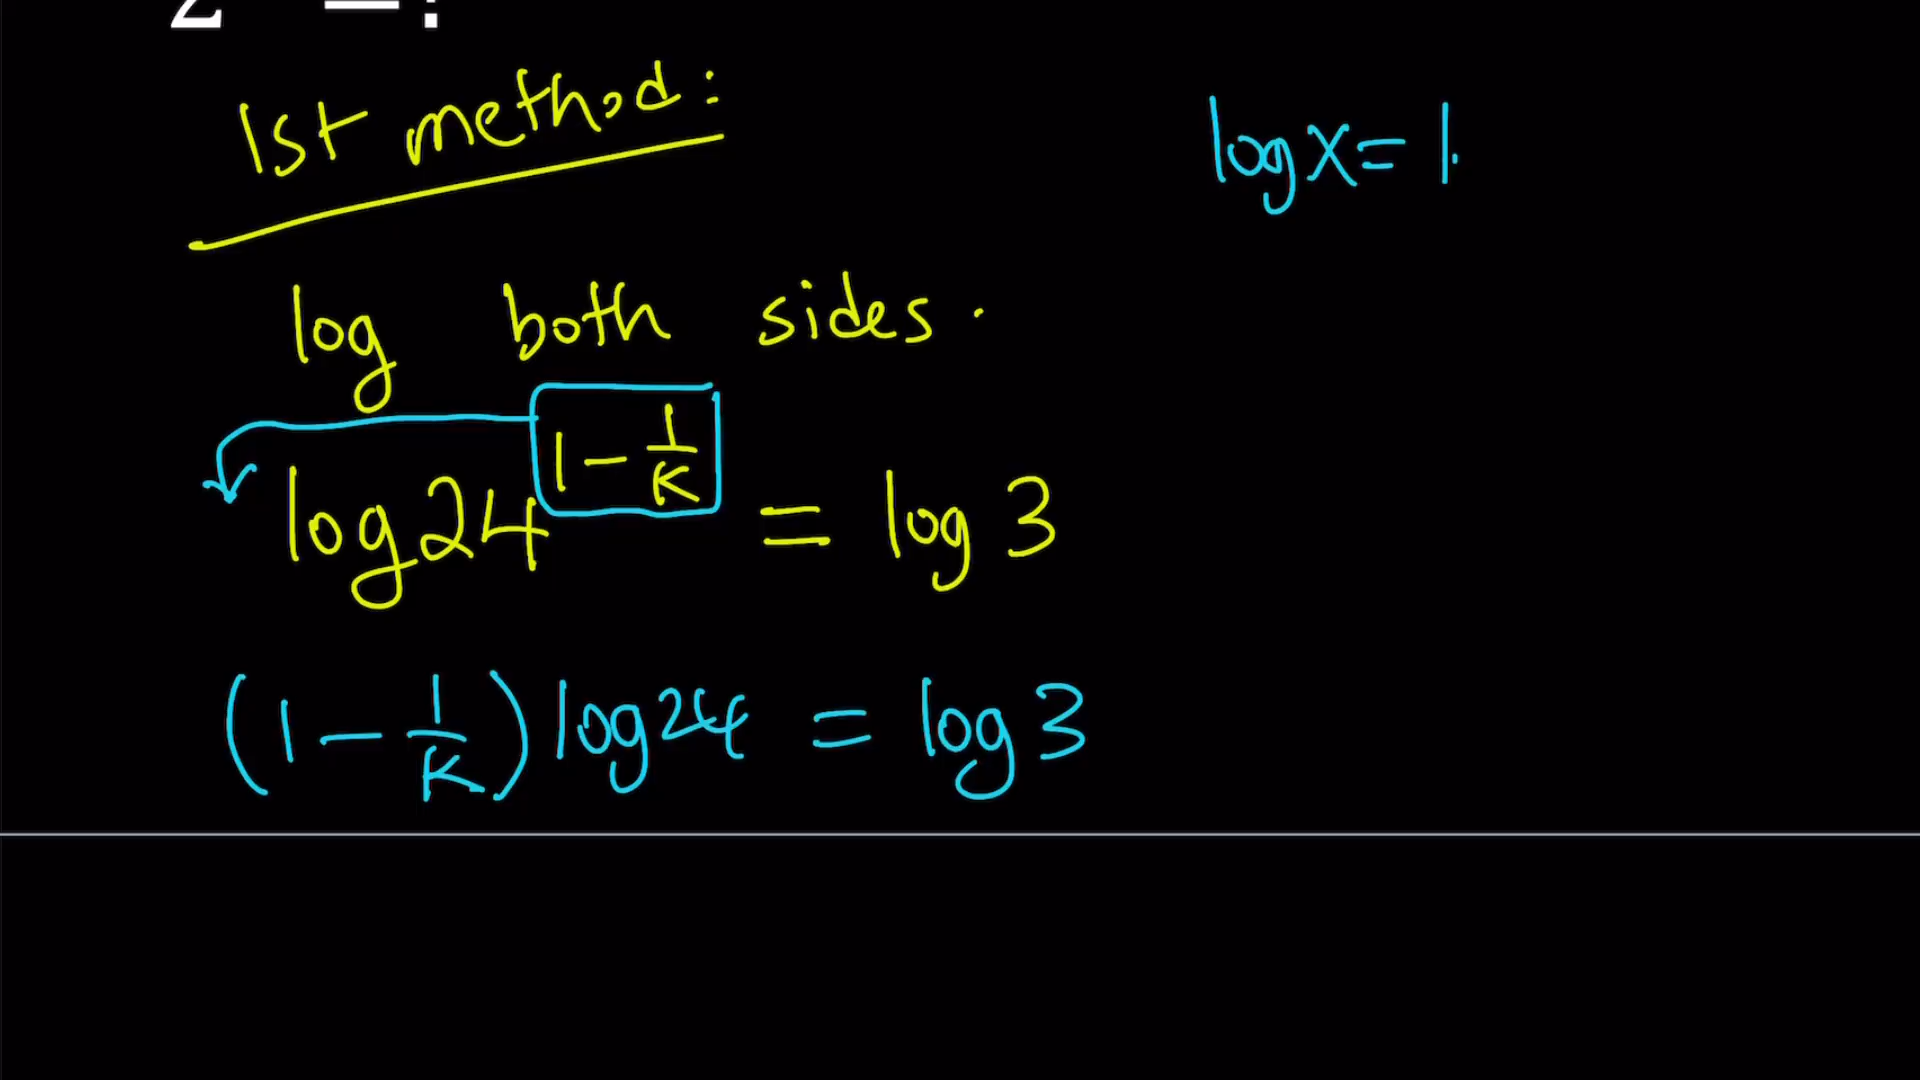 1st method:
log x = 1.
log both sides.
log 24^(1 - 1/K) = log 3
(1 - 1/K) log 24 = log 3